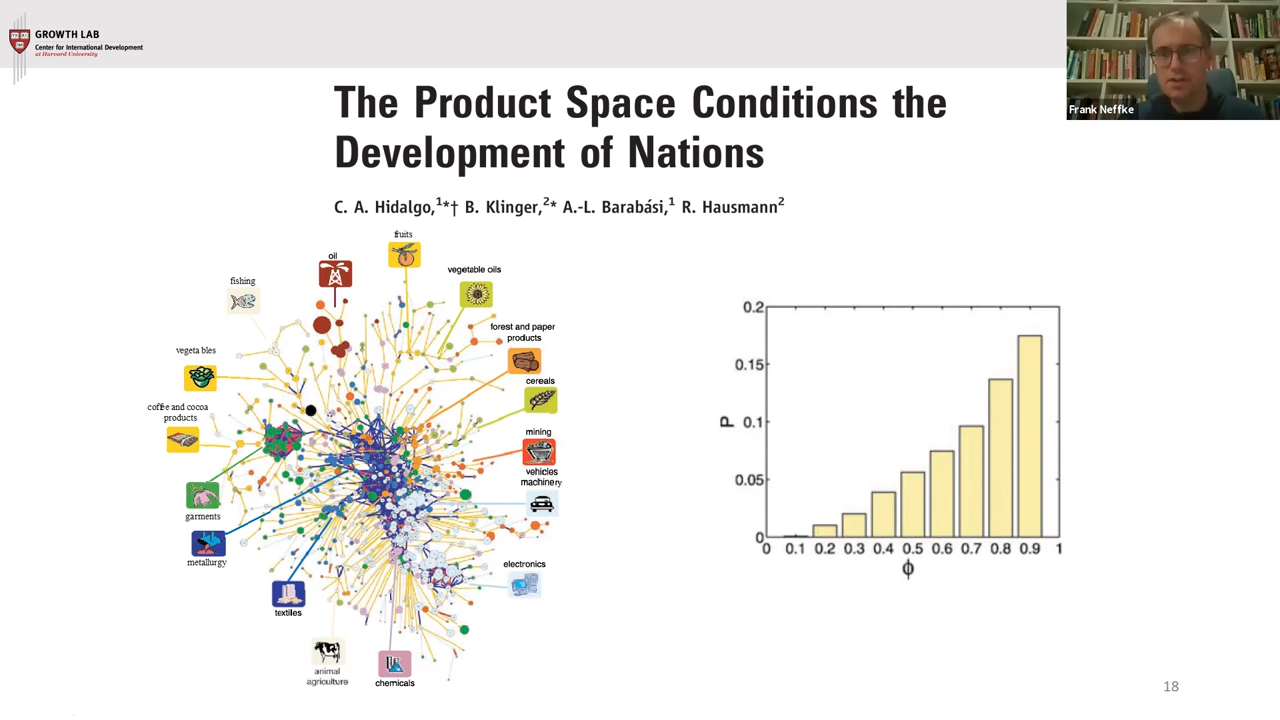 GROWTH LAB
Center for International Development
at Harvard University
Frank Neffke
The Product Space Conditions the
Development of Nations
C. A. Hidalgo,1*† B. Klinger,2* A.-L. Barabási,1 R. Hausmann2
fruits
oil
vegetable oils
fishing
forest and paper
products
vegeta bles
cereals
coffee and cocoa
products
mining
vehicles
machinery
garments
metallurgy
electronics
textiles
animal
agriculture
chemicals
0.2
0.15
0.1
0.05
0
P
0 0.1 0.2 0.3 0.4 0.5 0.6 0.7 0.8 0.9 1
ϕ
18